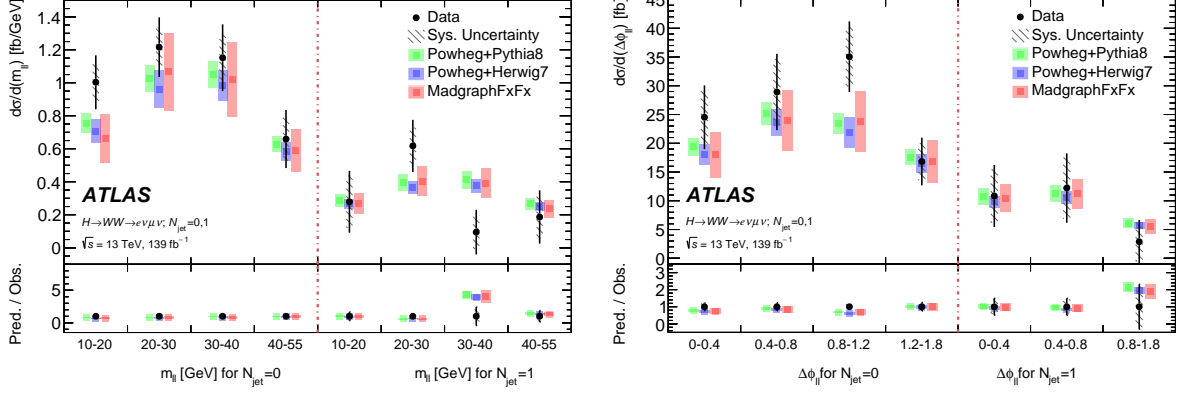 dσ/d(m_ll) [fb/GeV]
1.4
1.2
1
0.8
0.6
0.4
0.2
0
Data
Sys. Uncertainty
Powheg+Pythia8
Powheg+Herwig7
MadgraphFxFx
ATLAS
H→WW→eνμν; N_jet=0,1
√s = 13 TeV, 139 fb⁻¹
Pred. / Obs.
5
0
10-20 20-30 30-40 40-55 10-20 20-30 30-40 40-55
m_ll [GeV] for N_jet=0 m_ll [GeV] for N_jet=1
dσ/d(Δϕ_ll) [fb]
45
40
35
30
25
20
15
10
5
0
Data
Sys. Uncertainty
Powheg+Pythia8
Powheg+Herwig7
MadgraphFxFx
ATLAS
H→WW→eνμν; N_jet=0,1
√s = 13 TeV, 139 fb⁻¹
Pred. / Obs.
3
2
1
0
0-0.4 0.4-0.8 0.8-1.2 1.2-1.8 0-0.4 0.4-0.8 0.8-1.8
Δϕ_ll for N_jet=0 Δϕ_ll for N_jet=1